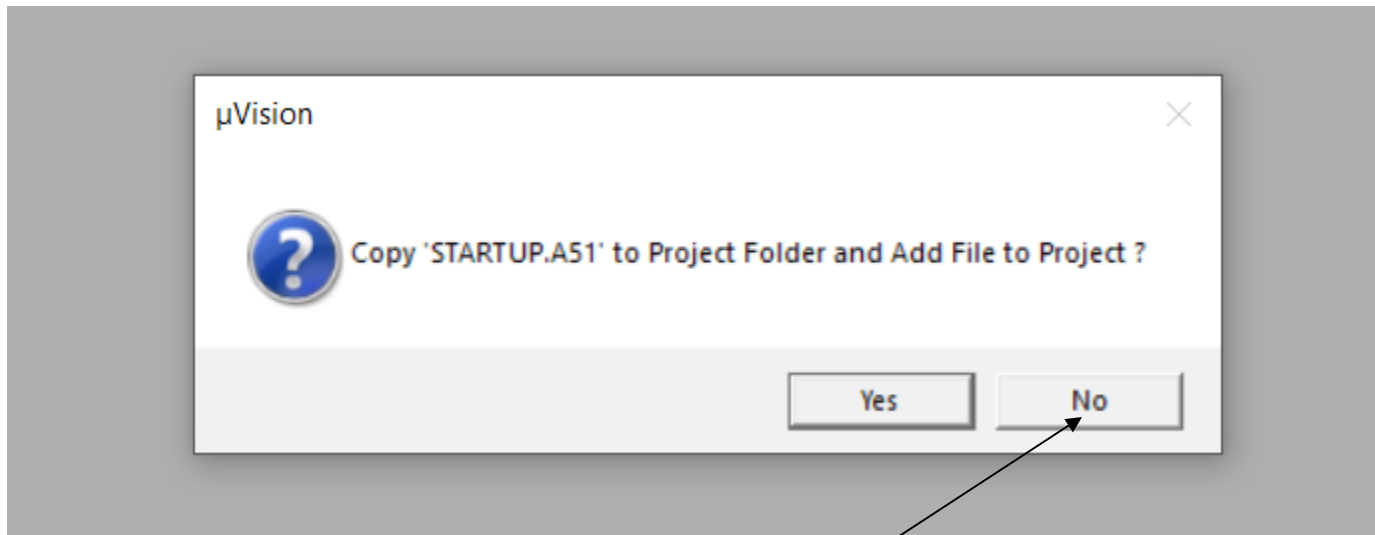 µVision
Copy 'STARTUP.A51' to Project Folder and Add File to Project ?
Yes
No